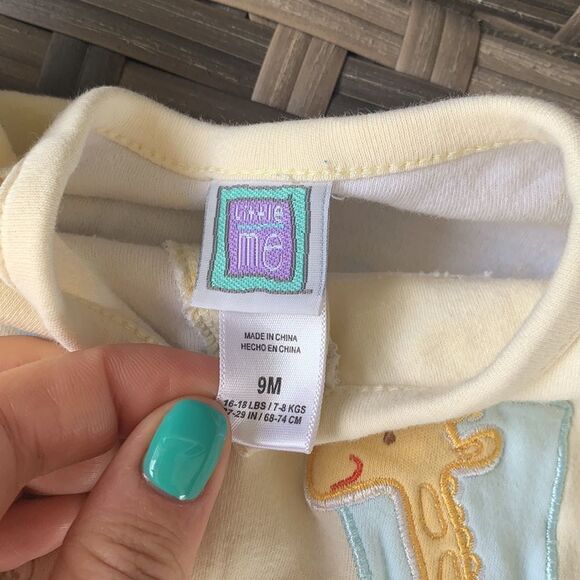 Little
me
MADE IN CHINA
HECHO EN CHINA
9M
16-18 LBS / 7-8 KGS
27-29 IN / 68-74 CM